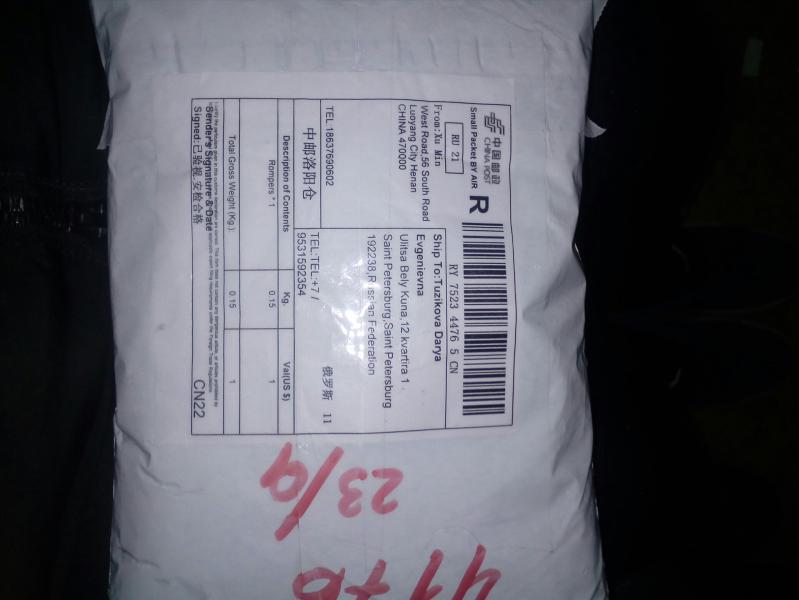 中国邮政
CHINA POST
Small Packet BY AIR
RU 21
R
RY 7523 4476 5 CN
From:Xu Min
West Road,56 South Road
Luoyang City Henan
CHINA 470000
TEL 18637690602
Ship To:Tuzikova Darya
Evgenievna
Ulitsa Bely Kuna,12 kvartira 1
Saint Petersburg,Saint Petersburg
192238,Russian Federation
TEL:TEL:+7 /
9531592354
中邮洛阳仓
俄罗斯 11
Description of Contents Kg. Val(US $)
Rompers * 1 0.15 1
Total Gross Weight (Kg.): 0.15 1
Sender's Signature & Date
Signed:已验视 安检合格
CN22
23/9